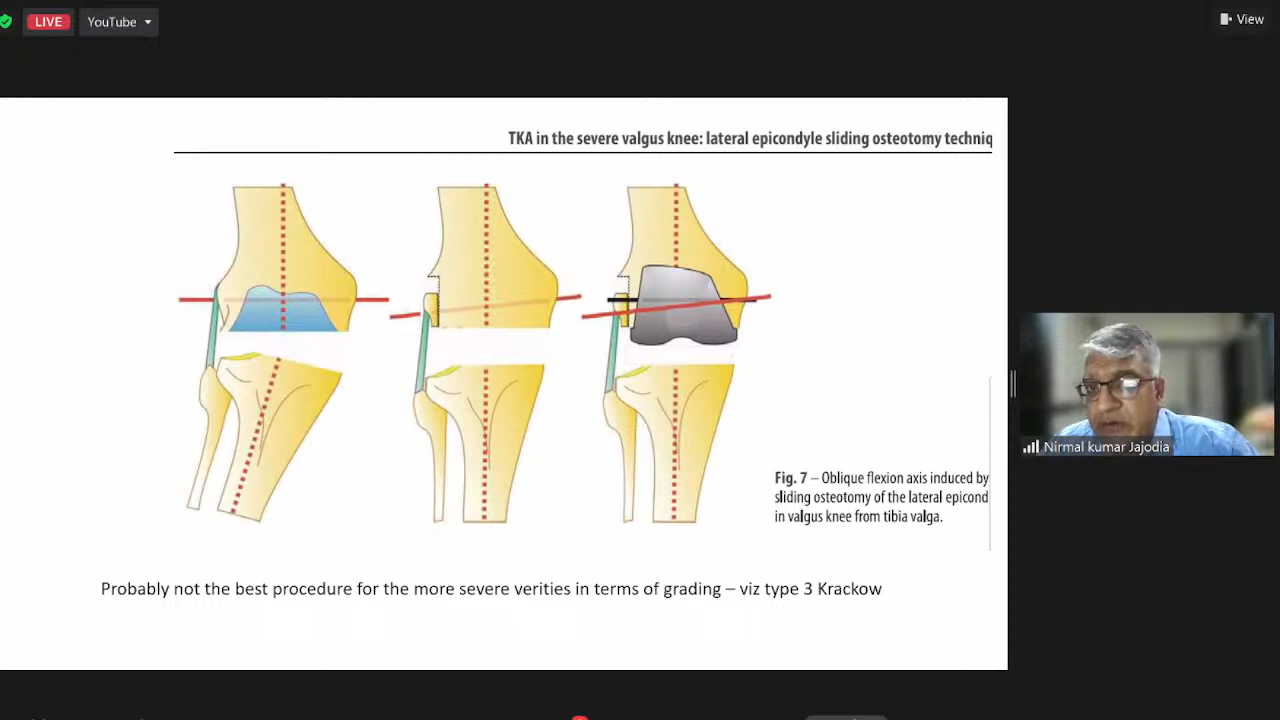 LIVE
YouTube
View
TKA in the severe valgus knee: lateral epicondyle sliding osteotomy techniq
Fig. 7 – Oblique flexion axis induced by
sliding osteotomy of the lateral epicond
in valgus knee from tibia valga.
Nirmal kumar Jajodia
Probably not the best procedure for the more severe verities in terms of grading – viz type 3 Krackow